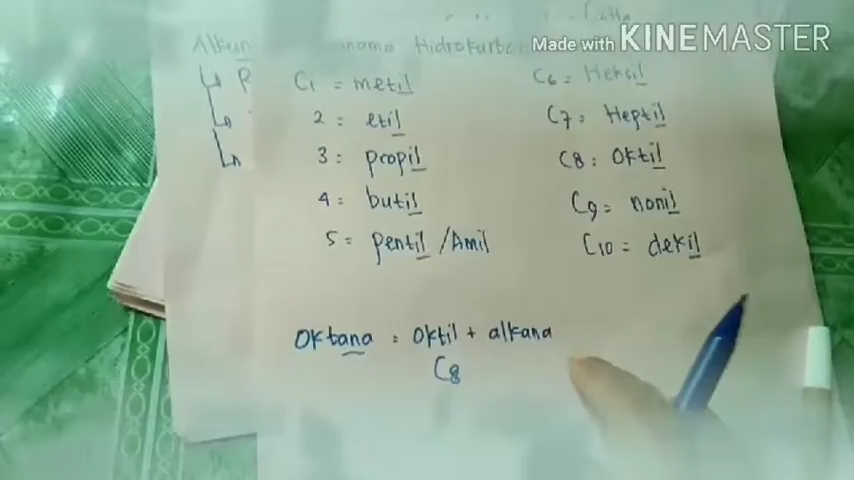 Made with KINEMASTER
Hidrokarbon
C1 = metil
2 = etil
3 = propil
4 = butil
5 = pentil / Amil
C6 = Heksil
C7 = Heptil
C8 = Oktil
C9 = nonil
C10 = dekil
Oktana = Oktil + alkana
C8